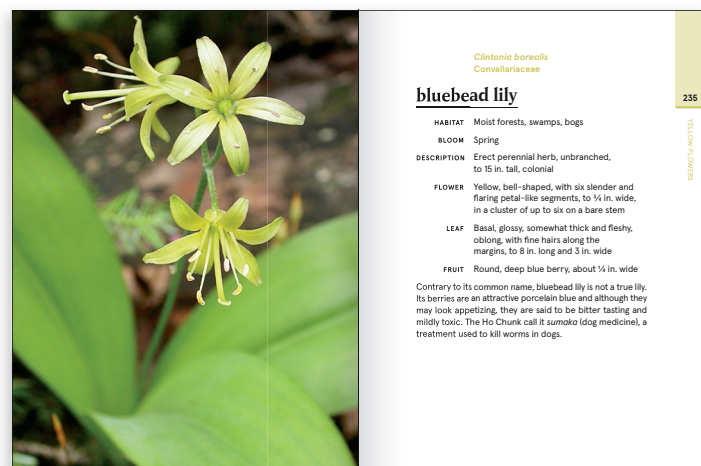 Clintonia borealis
Convallariaceae
bluebead lily
235
YELLOW FLOWERS
HABITAT Moist forests, swamps, bogs
BLOOM Spring
DESCRIPTION Erect perennial herb, unbranched,
to 15 in. tall, colonial
FLOWER Yellow, bell-shaped, with six slender and
flaring petal-like segments, to ¾ in. wide,
in a cluster of up to six on a bare stem
LEAF Basal, glossy, somewhat thick and fleshy,
oblong, with fine hairs along the
margins, to 8 in. long and 3 in. wide
FRUIT Round, deep blue berry, about ¼ in. wide
Contrary to its common name, bluebead lily is not a true lily.
Its berries are an attractive porcelain blue and although they
may look appetizing, they are said to be bitter tasting and
mildly toxic. The Ho Chunk call it sumaka (dog medicine), a
treatment used to kill worms in dogs.